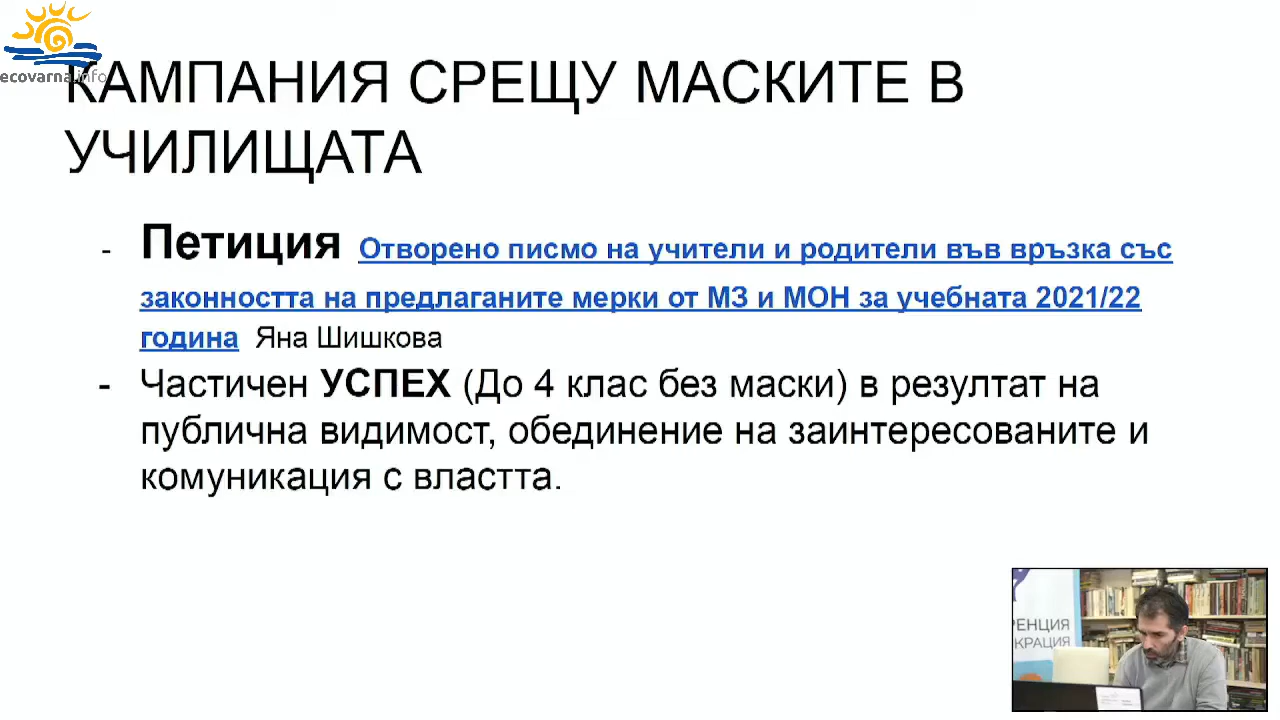 ecovarna.info
КАМПАНИЯ СРЕЩУ МАСКИТЕ В
УЧИЛИЩАТА
- Петиция Отворено писмо на учители и родители във връзка със
законността на предлаганите мерки от МЗ и МОН за учебната 2021/22
година Яна Шишкова
- Частичен УСПЕХ (До 4 клас без маски) в резултат на
публична видимост, обединение на заинтересованите и
комуникация с властта.
РЕНЦИЯ
КРАЦИЯ